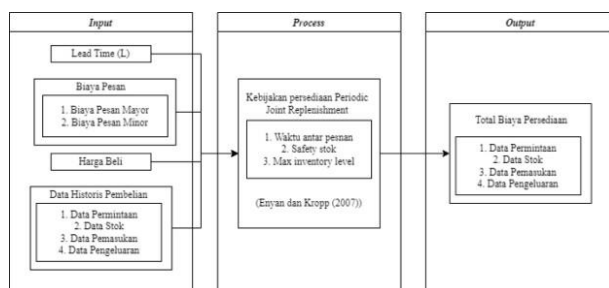 Input
Lead Time (L)
Biaya Pesan
1. Biaya Pesan Mayor
2. Biaya Pesan Minor
Harga Beli
Data Historis Pembelian
1. Data Permintaan
2. Data Stok
3. Data Pemasukan
4. Data Pengeluaran
Process
Kebijakan persediaan Periodic
Joint Replenishment
1. Waktu antar pesnan
2. Safety stok
3. Max inventory level
(Enyan dan Kropp (2007))
Output
Total Biaya Persediaan
1. Data Permintaan
2. Data Stok
3. Data Pemasukan
4. Data Pengeluaran